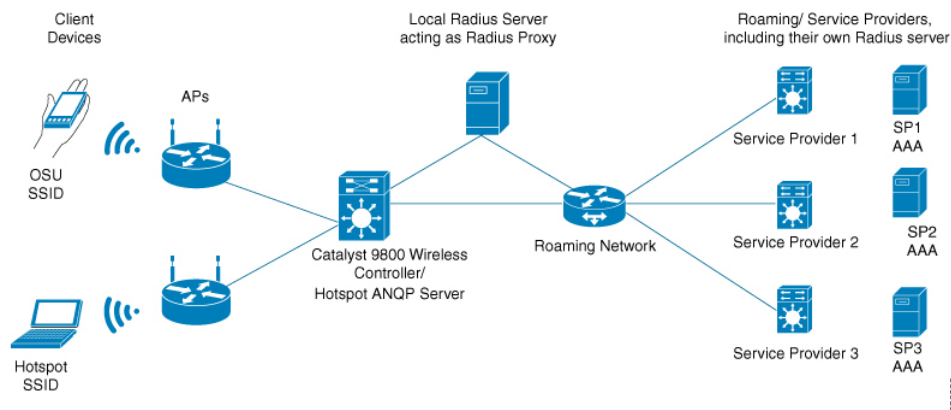 Client
Devices
Local Radius Server
acting as Radius Proxy
Roaming/ Service Providers,
including their own Radius server
APs
OSU
SSID
Service Provider 1
SP1
AAA
Catalyst 9800 Wireless
Controller/
Hotspot ANQP Server
Roaming Network
Service Provider 2
SP2
AAA
Hotspot
SSID
Service Provider 3
SP3
AAA